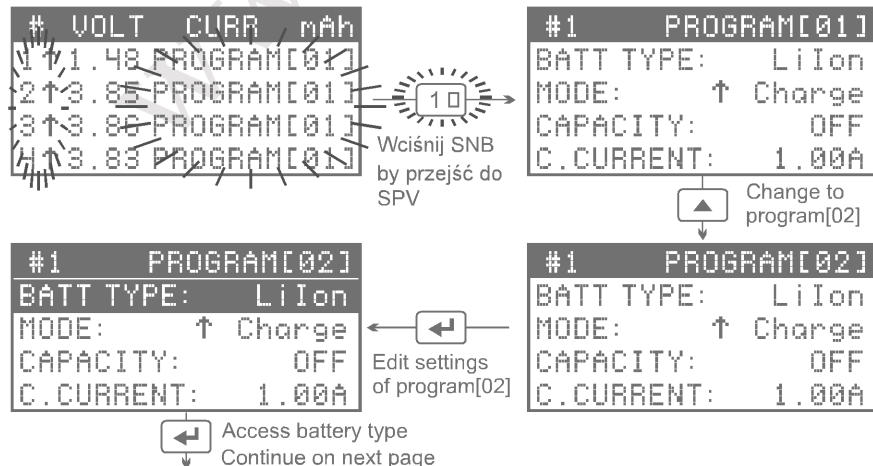 # VOLT CURR mAh
1↑1.48 PROGRAM[01]
2↑3.85 PROGRAM[01]
3↑3.86 PROGRAM[01]
4↑3.83 PROGRAM[01]
1
Wciśnij SNB
by przejść do
SPV
#1 PROGRAM[01]
BATT TYPE: LiIon
MODE: ↑ Charge
CAPACITY: OFF
C.CURRENT: 1.00A
Change to
program[02]
#1 PROGRAM[02]
BATT TYPE: LiIon
MODE: ↑ Charge
CAPACITY: OFF
C.CURRENT: 1.00A
Edit settings
of program[02]
#1 PROGRAM[02]
BATT TYPE: LiIon
MODE: ↑ Charge
CAPACITY: OFF
C.CURRENT: 1.00A
Access battery type
Continue on next page